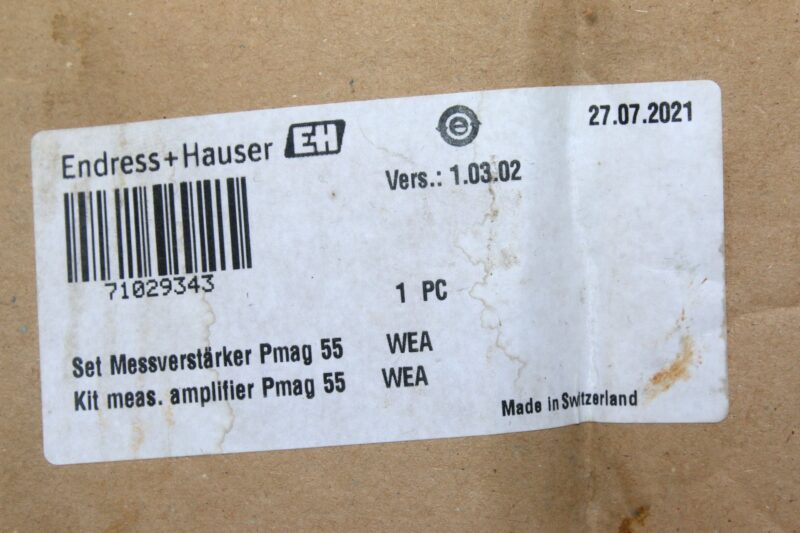 Endress+Hauser EH
e
27.07.2021
Vers.: 1.03.02
71029343
1 PC
Set Messverstärker Pmag 55 WEA
Kit meas. amplifier Pmag 55 WEA
Made in Switzerland